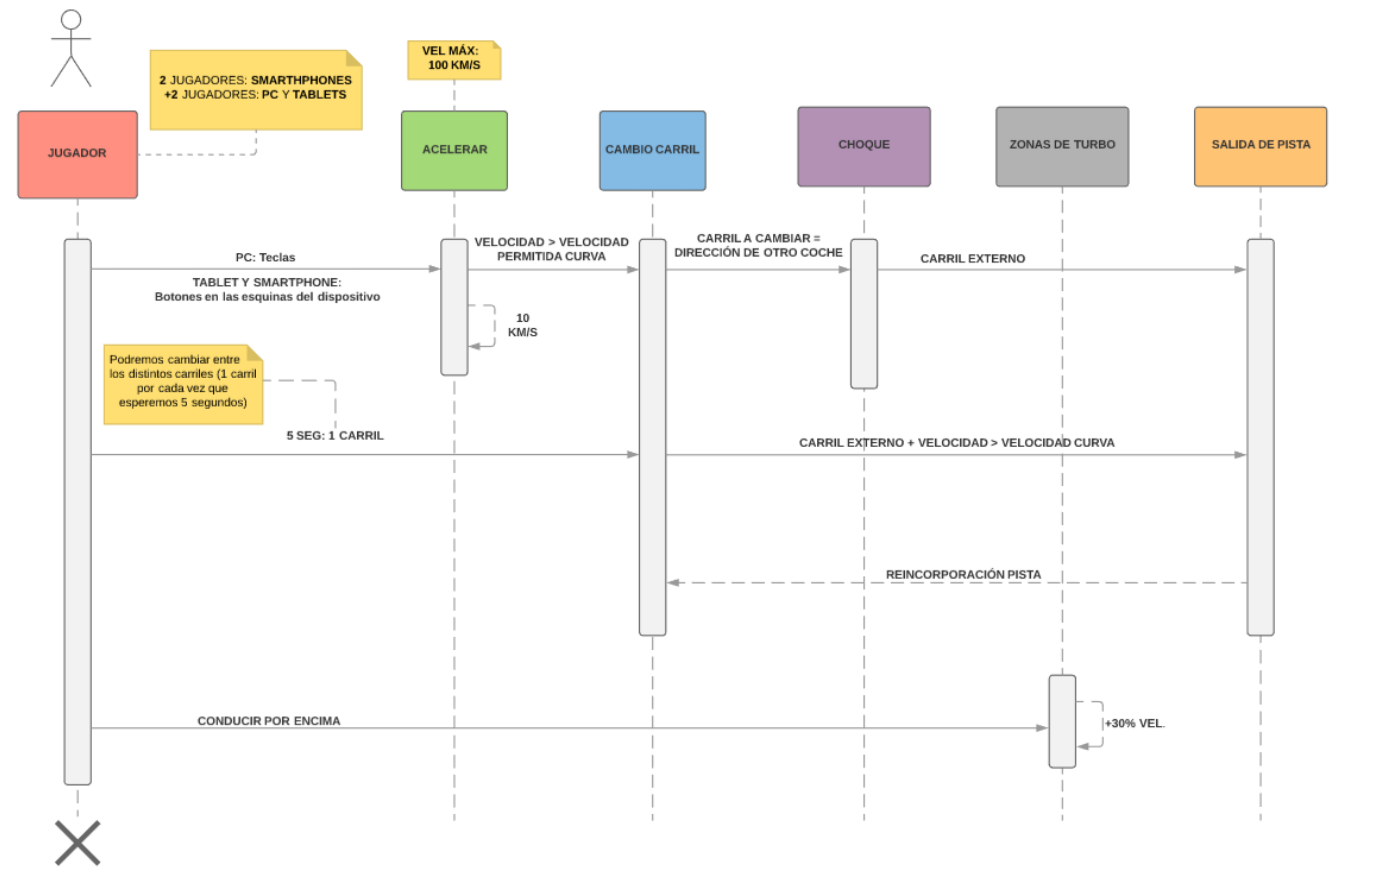 2 JUGADORES: SMARTHPHONES
+2 JUGADORES: PC Y TABLETS
VEL MÁX:
100 KM/S
JUGADOR
ACELERAR
CAMBIO CARRIL
CHOQUE
ZONAS DE TURBO
SALIDA DE PISTA
PC: Teclas
TABLET Y SMARTPHONE:
Botones en las esquinas del dispositivo
VELOCIDAD > VELOCIDAD
PERMITIDA CURVA
CARRIL A CAMBIAR =
DIRECCIÓN DE OTRO COCHE
CARRIL EXTERNO
10
KM/S
Podremos cambiar entre
los distintos carriles (1 carril
por cada vez que
esperemos 5 segundos)
5 SEG: 1 CARRIL
CARRIL EXTERNO + VELOCIDAD > VELOCIDAD CURVA
REINCORPORACIÓN PISTA
CONDUCIR POR ENCIMA
+30% VEL.